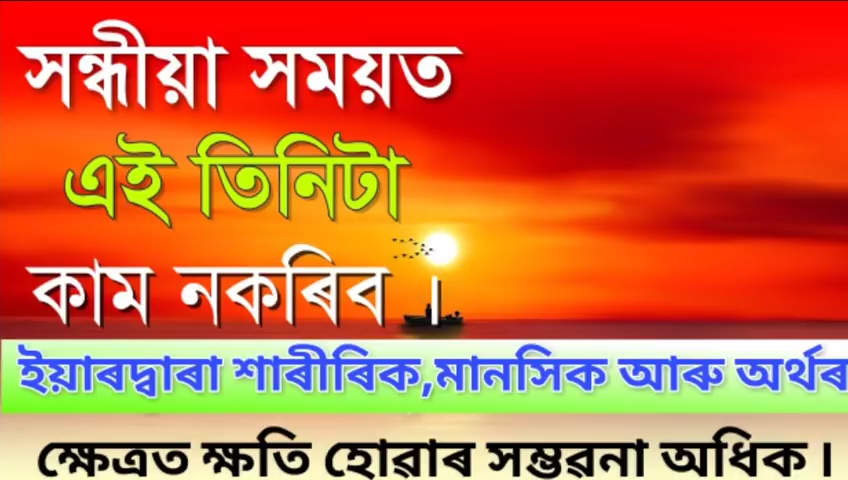 সন্ধীয়া সময়ত
এই তিনিটা
কাম নকৰিব ।
ইয়াৰদ্বাৰা শাৰীৰিক,মানসিক আৰু অৰ্থৰ
ক্ষেত্ৰত ক্ষতি হোৱাৰ সম্ভৱনা অধিক ।